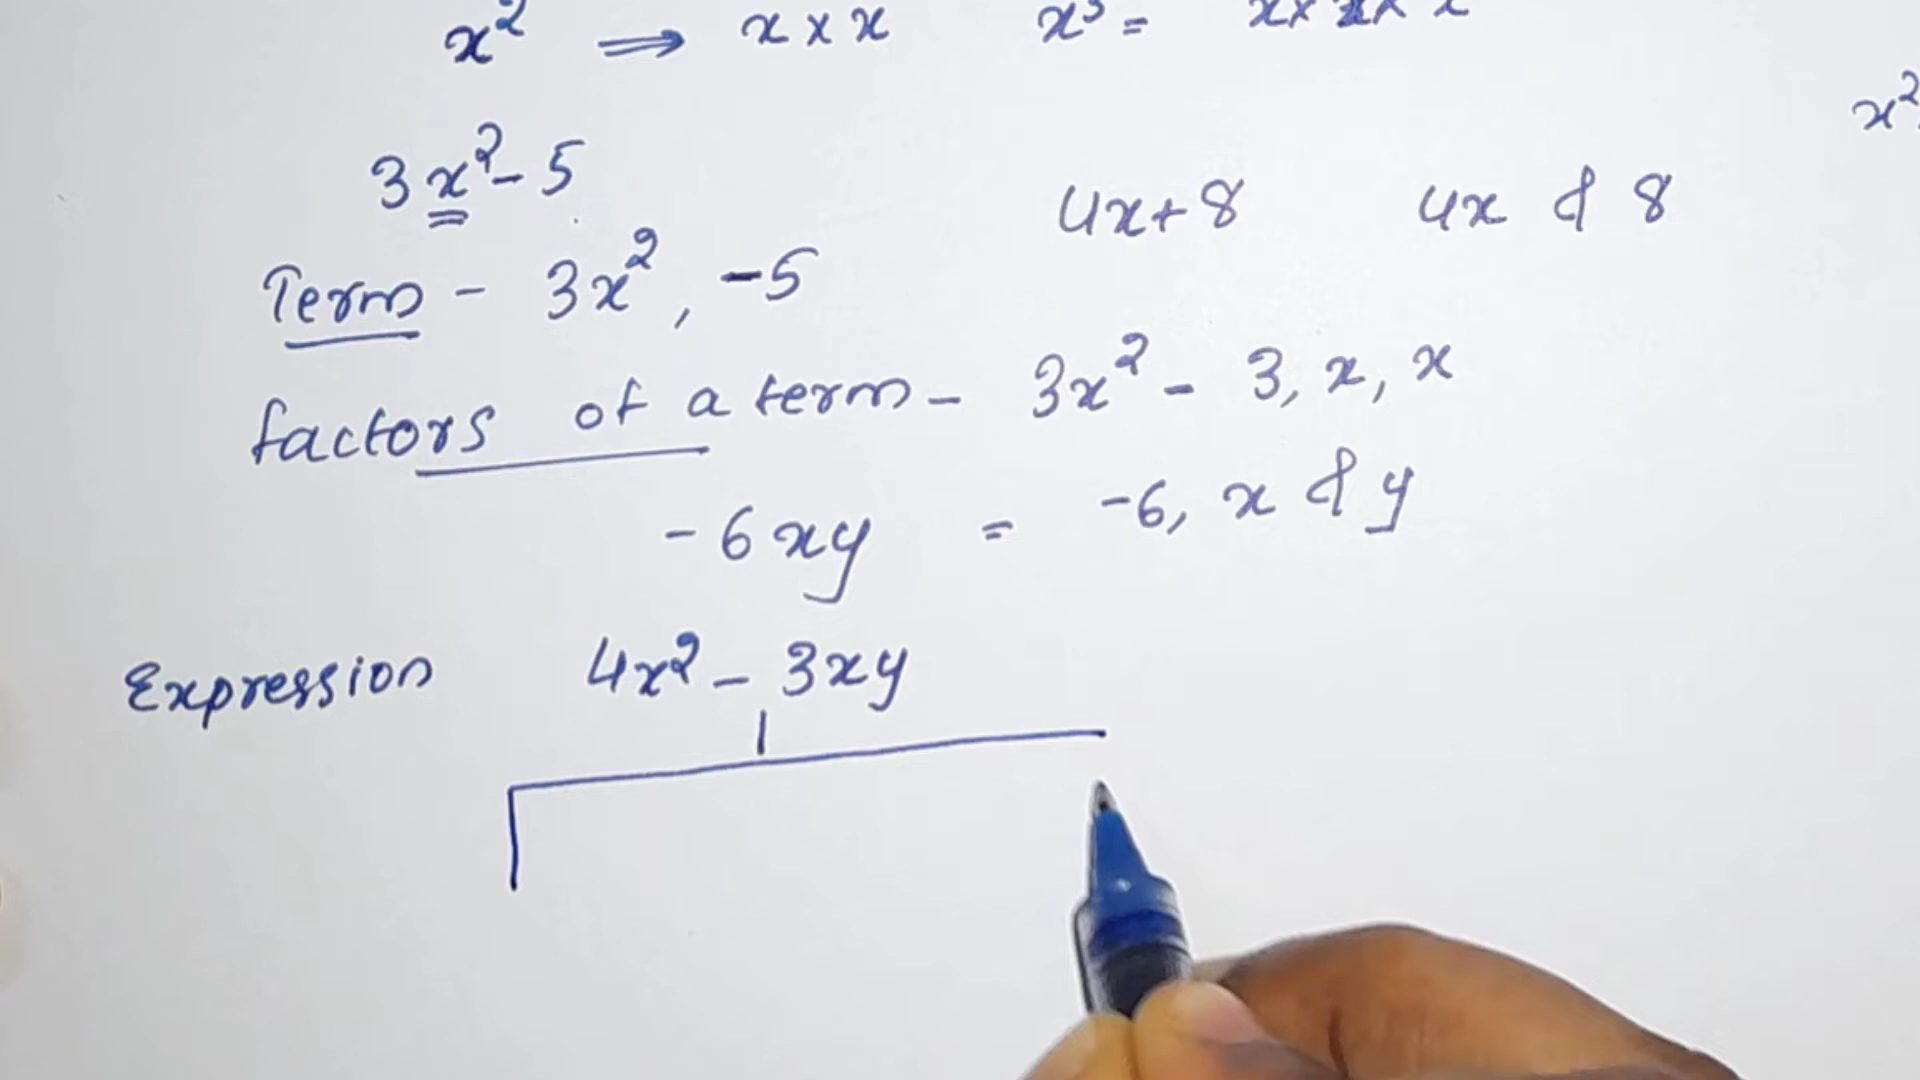 x² ⟹ x × x x³ = x × x × x
x²
3x² - 5
4x + 8 4x & 8
Term - 3x², -5
factors of a term - 3x² - 3, x, x
- 6xy = -6, x & y
Expression 4x² - 3xy